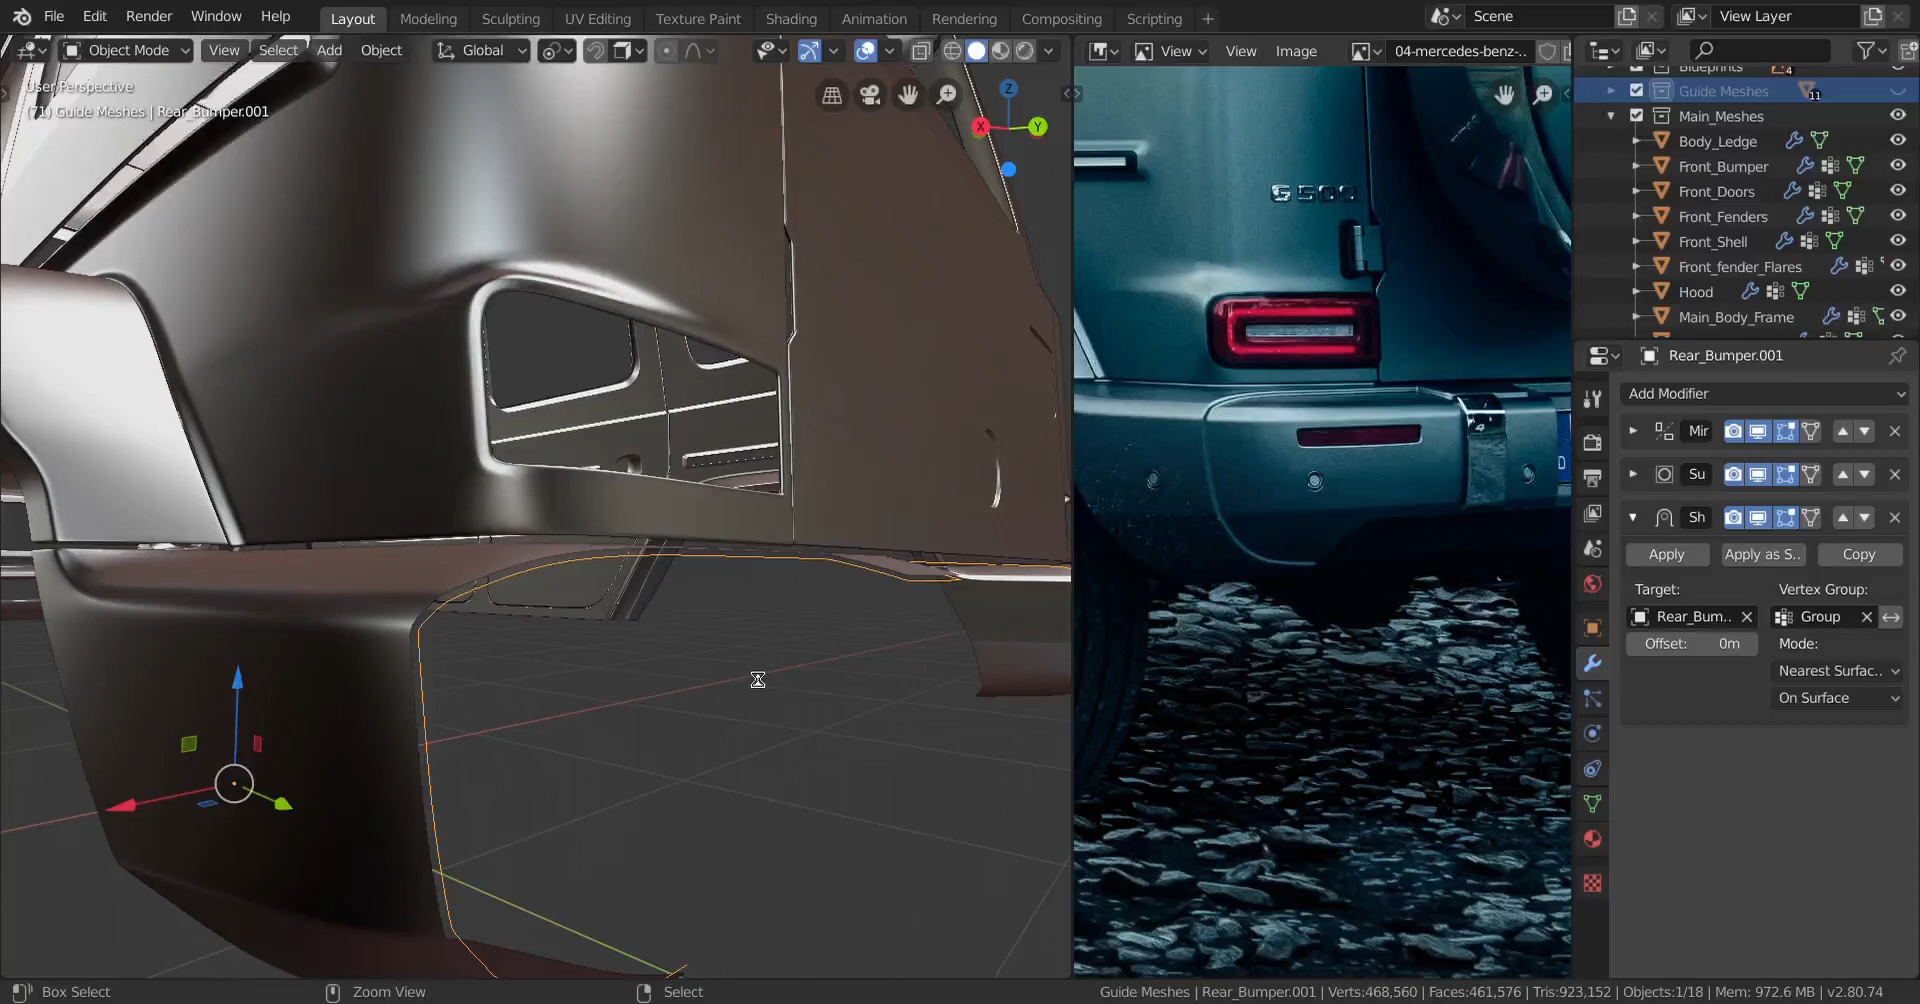 File Edit Render Window Help Layout Modeling Sculpting UV Editing Texture Paint Shading Animation Rendering Compositing Scripting + Scene View Layer
Object Mode View Select Add Object Global View View Image 04-mercedes-benz-..
User Perspective
(71) Guide Meshes | Rear_Bumper.001
Z
X
Y
G 500
D
Blueprints 4
Guide Meshes 11
Main_Meshes
Body_Ledge
Front_Bumper
Front_Doors
Front_Fenders
Front_Shell
Front_fender_Flares
Hood
Main_Body_Frame
Rear_Bumper.001
Add Modifier
Mir
Su
Sh
Apply Apply as S.. Copy
Target: Vertex Group:
Rear_Bum.. Group
Offset: 0m Mode:
Nearest Surfac..
On Surface
Box Select Zoom View Select Guide Meshes | Rear_Bumper.001 | Verts:468,560 | Faces:461,576 | Tris:923,152 | Objects:1/18 | Mem: 972.6 MB | v2.80.74